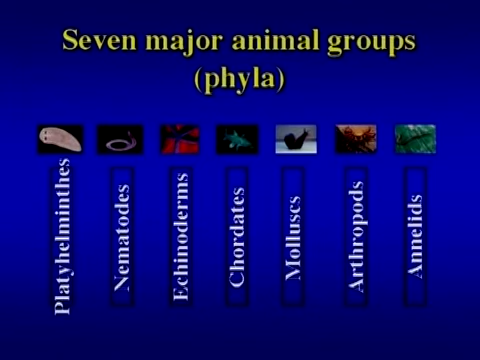 Seven major animal groups
(phyla)
Platyhelminthes
Nematodes
Echinoderms
Chordates
Molluscs
Arthropods
Annelids